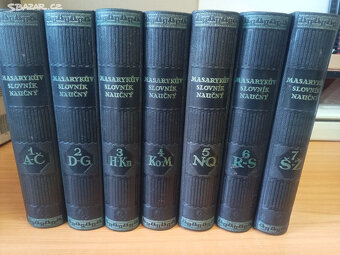 SBAZAR.CZ
MASARYKŮV
SLOVNÍK
NAUČNÝ
1
A-Č
MASARYKŮV
SLOVNÍK
NAUČNÝ
2
D-G
MASARYKŮV
SLOVNÍK
NAUČNÝ
3
H-Kn
MASARYKŮV
SLOVNÍK
NAUČNÝ
4
Ko-M
MASARYKŮV
SLOVNÍK
NAUČNÝ
5
N-Q
MASARYKŮV
SLOVNÍK
NAUČNÝ
6
R-S
MASARYKŮV
SLOVNÍK
NAUČNÝ
7
Š-Ž